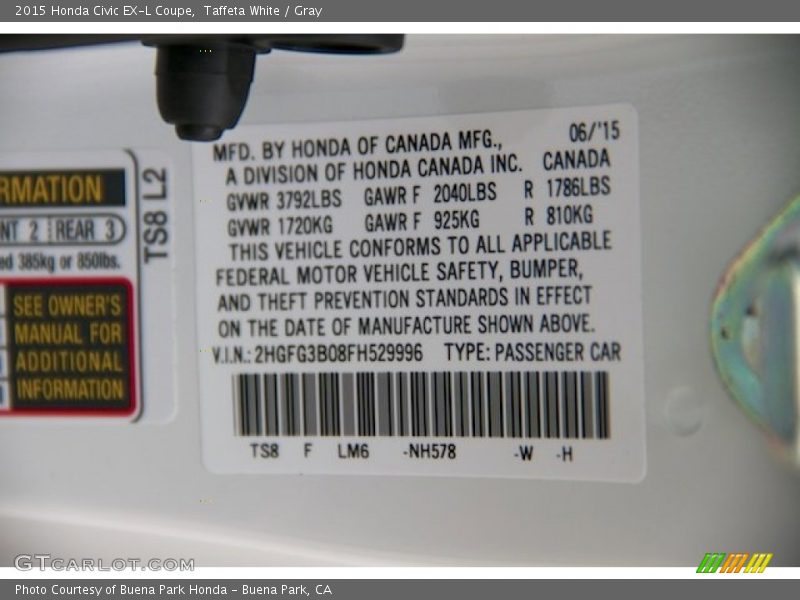 2015 Honda Civic EX-L Coupe,  Taffeta White / Gray
MFD. BY HONDA OF CANADA MFG.,  06/'15
A DIVISION OF HONDA CANADA INC.  CANADA
GVWR 3792LBS  GAWR F 2040LBS  R 1786LBS
GVWR 1720KG  GAWR F 925KG  R 810KG
THIS VEHICLE CONFORMS TO ALL APPLICABLE
FEDERAL MOTOR VEHICLE SAFETY, BUMPER,
AND THEFT PREVENTION STANDARDS IN EFFECT
ON THE DATE OF MANUFACTURE SHOWN ABOVE.
V.I.N.: 2HGFG3B08FH529996  TYPE: PASSENGER CAR
TS8  F  LM6  -NH578  -W  -H
TS8 L2
RMATION
NT 2 REAR 3
ed 385kg or 850lbs.
SEE OWNER'S
MANUAL FOR
ADDITIONAL
INFORMATION
GTCARLOT.COM
Photo Courtesy of Buena Park Honda - Buena Park, CA